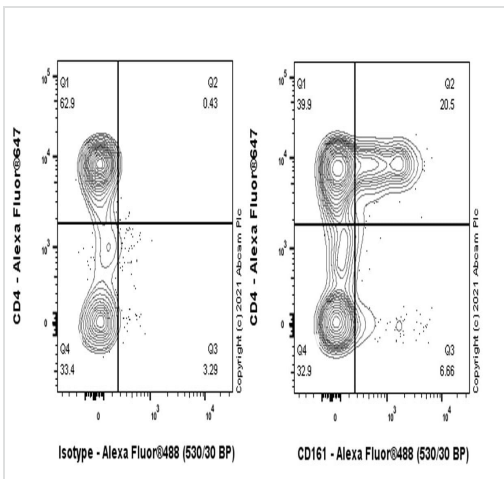 CD4 - Alexa Fluor®647
10^5
10^4
10^3
0
Q1
62.9
Q2
0.43
Q4
33.4
Q3
3.29
0
10^3
10^4
Isotype - Alexa Fluor®488 (530/30 BP)
Copyright (c) 2021 Abcam Plc
CD4 - Alexa Fluor®647
10^5
10^4
10^3
0
Q1
39.9
Q2
20.5
Q4
32.9
Q3
6.66
0
10^3
10^4
CD161 - Alexa Fluor®488 (530/30 BP)
Copyright (c) 2021 Abcam Plc